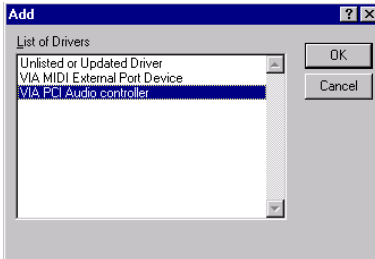 Add
List of Drivers
Unlisted or Updated Driver
VIA MIDI External Port Device
VIA PCI Audio controller
OK
Cancel